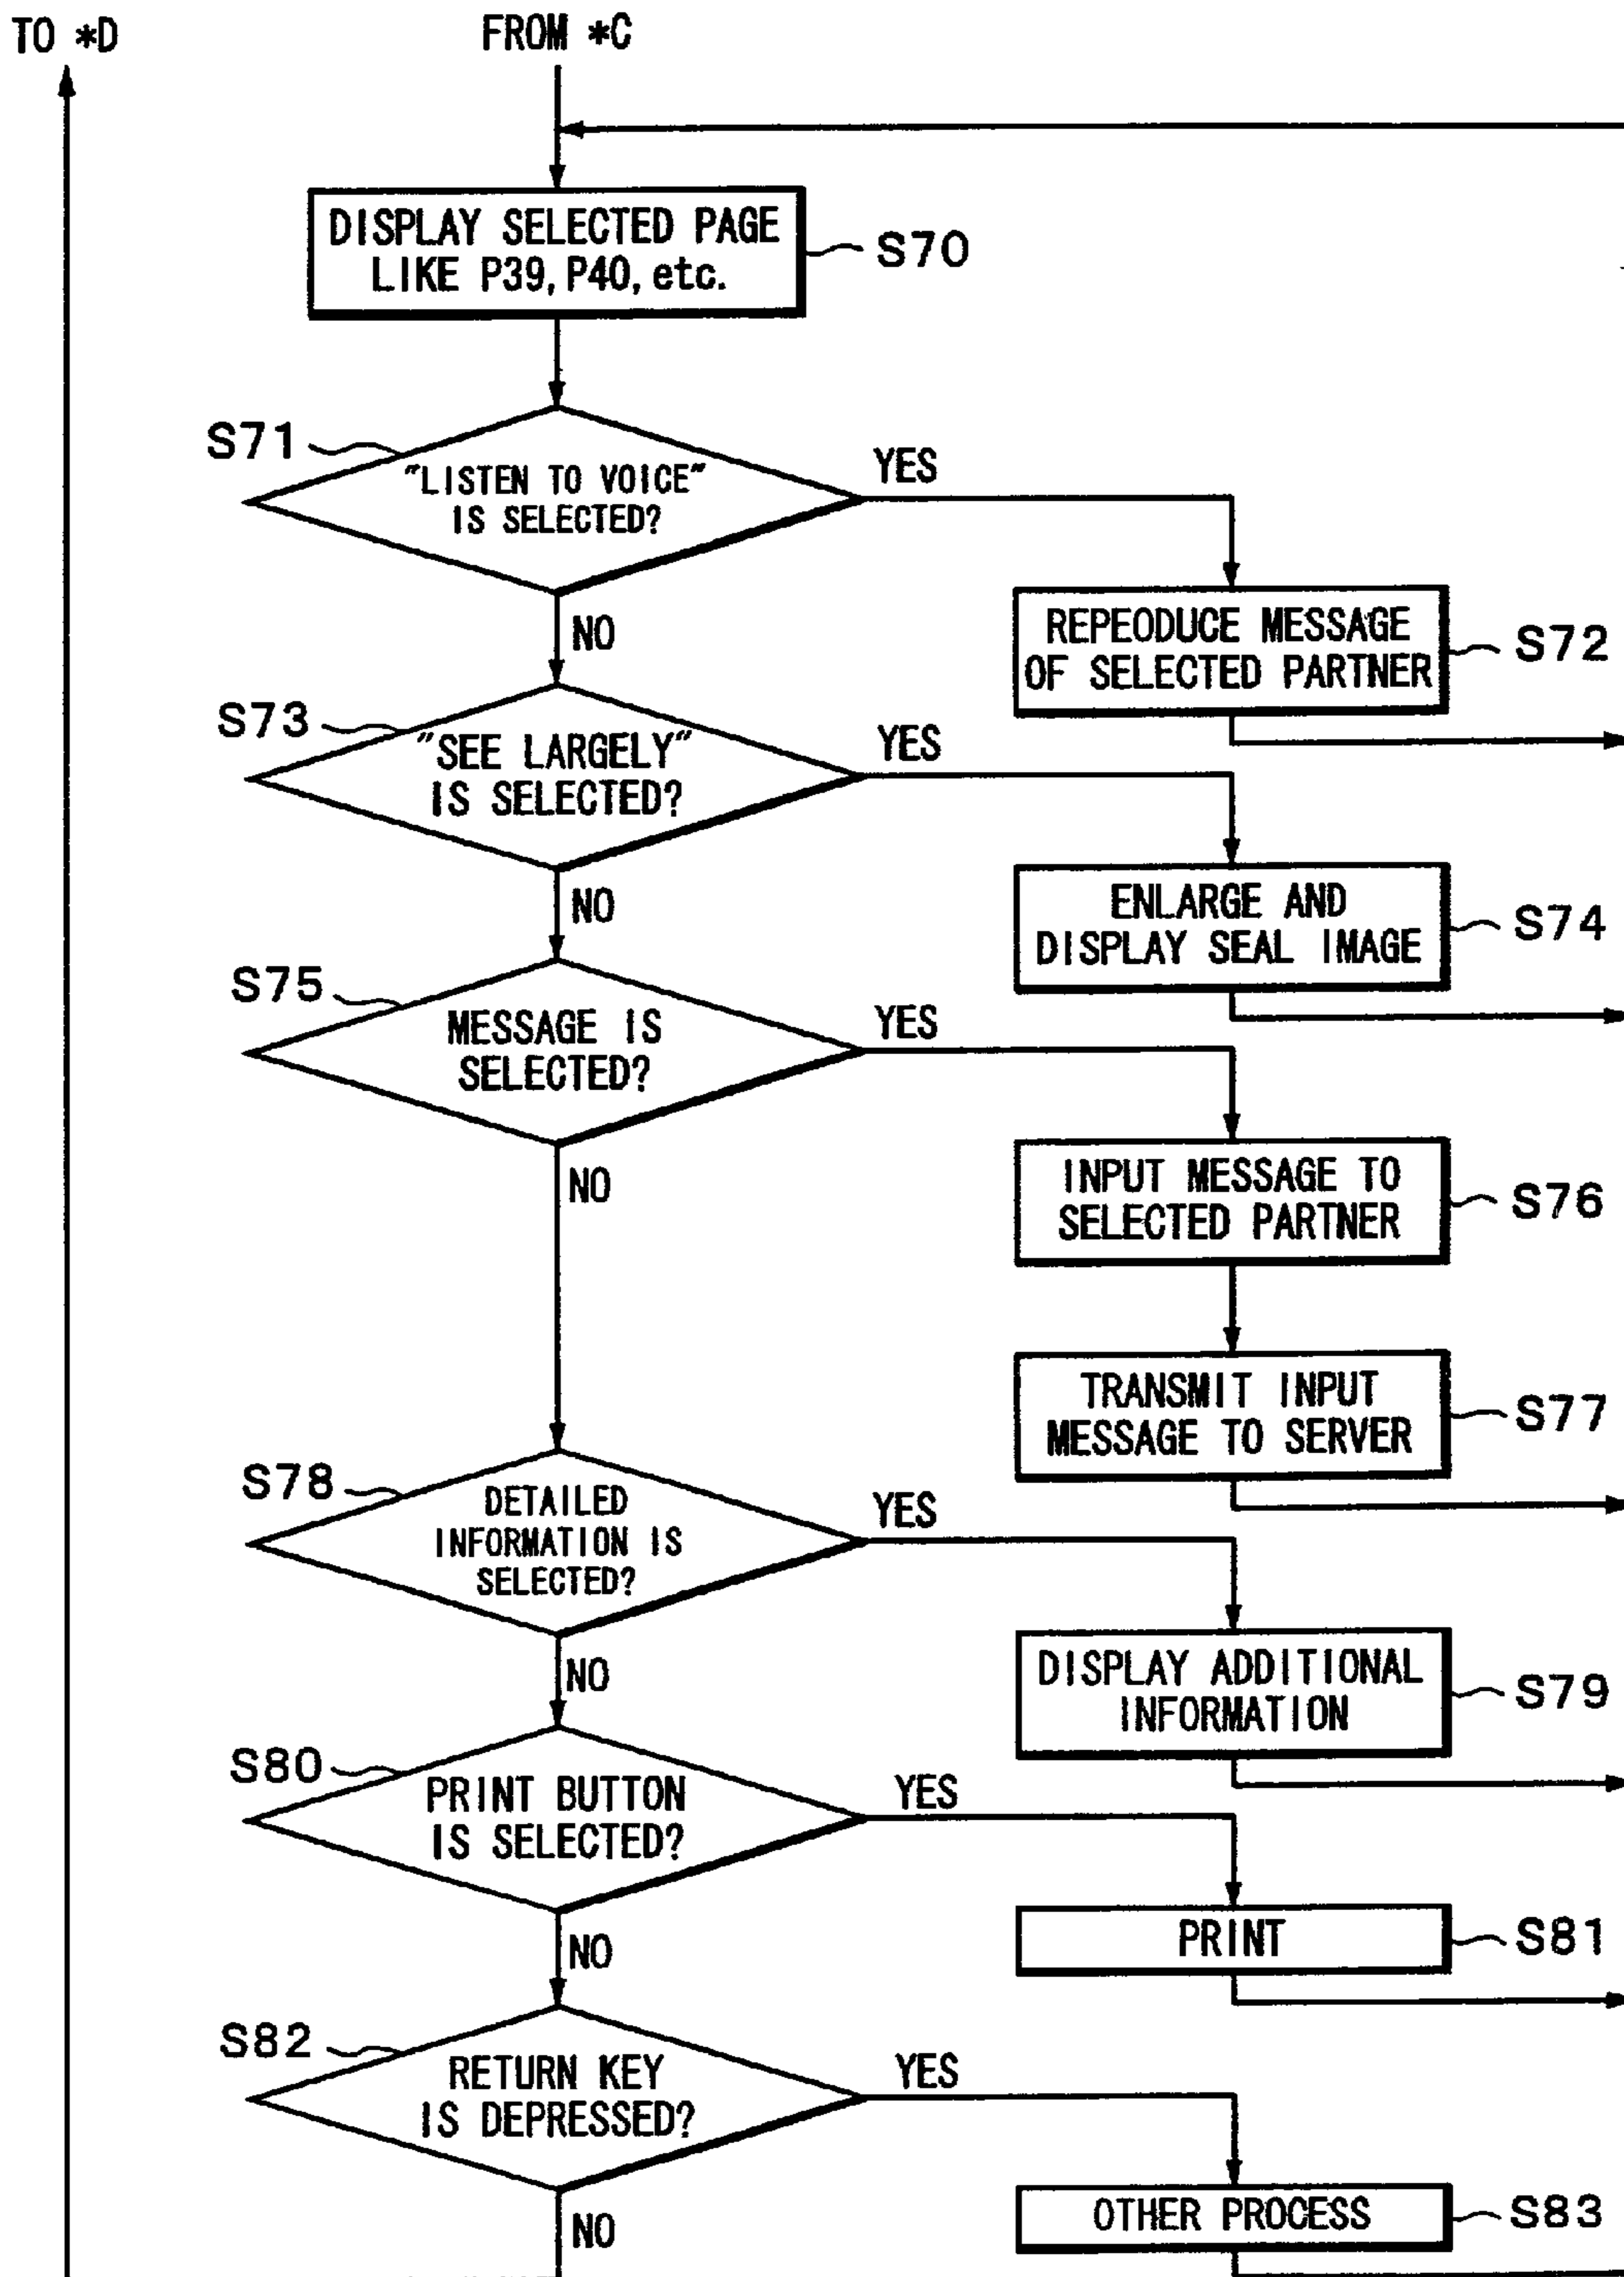 TO *D
FROM *C
DISPLAY SELECTED PAGE
LIKE P39, P40, etc.
S70
S71
"LISTEN TO VOICE"
IS SELECTED?
YES
NO
REPEODUCE MESSAGE
OF SELECTED PARTNER
S72
S73
"SEE LARGELY"
IS SELECTED?
YES
NO
ENLARGE AND
DISPLAY SEAL IMAGE
S74
S75
MESSAGE IS
SELECTED?
YES
NO
INPUT MESSAGE TO
SELECTED PARTNER
S76
TRANSMIT INPUT
MESSAGE TO SERVER
S77
S78
DETAILED
INFORMATION IS
SELECTED?
YES
NO
DISPLAY ADDITIONAL
INFORMATION
S79
S80
PRINT BUTTON
IS SELECTED?
YES
NO
PRINT
S81
S82
RETURN KEY
IS DEPRESSED?
YES
NO
OTHER PROCESS
S83